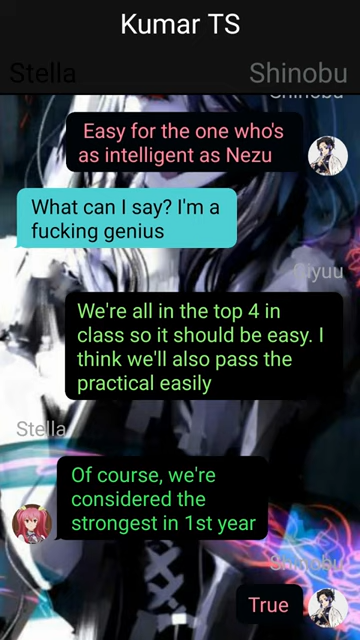 Kumar TS
Stella
Shinobu
Shinobu
Easy for the one who's
as intelligent as Nezu
What can I say? I'm a
fucking genius
Giyuu
We're all in the top 4 in
class so it should be easy. I
think we'll also pass the
practical easily
Stella
Of course, we're
considered the
strongest in 1st year
Shinobu
True